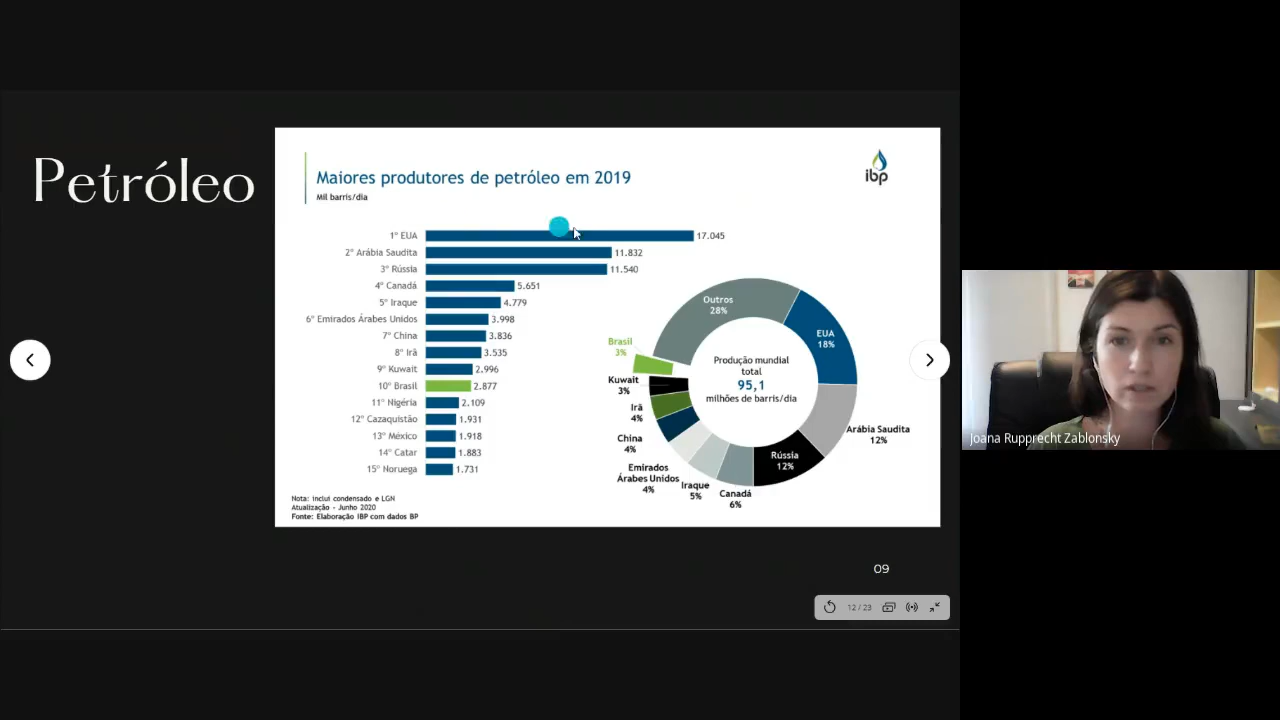 Petróleo
Maiores produtores de petróleo em 2019
Mil barris/dia
ibp
1º EUA 17.045
2º Arábia Saudita 11.832
3º Rússia 11.540
4º Canadá 5.651
5º Iraque 4.779
6º Emirados Árabes Unidos 3.998
7º China 3.836
8º Irã 3.535
9º Kuwait 2.996
10º Brasil 2.877
11º Nigéria 2.109
12º Cazaquistão 1.931
13º México 1.918
14º Catar 1.883
15º Noruega 1.731
Outros
28%
EUA
18%
Arábia Saudita
12%
Rússia
12%
Canadá
6%
Iraque
5%
Emirados
Árabes Unidos
4%
China
4%
Irã
4%
Kuwait
3%
Brasil
3%
Produção mundial
total
95,1
milhões de barris/dia
Nota: inclui condensado e LGN
Atualização - Junho 2020
Fonte: Elaboração IBP com dados BP
09
12 / 23
Joana Rupprecht Zablonsky